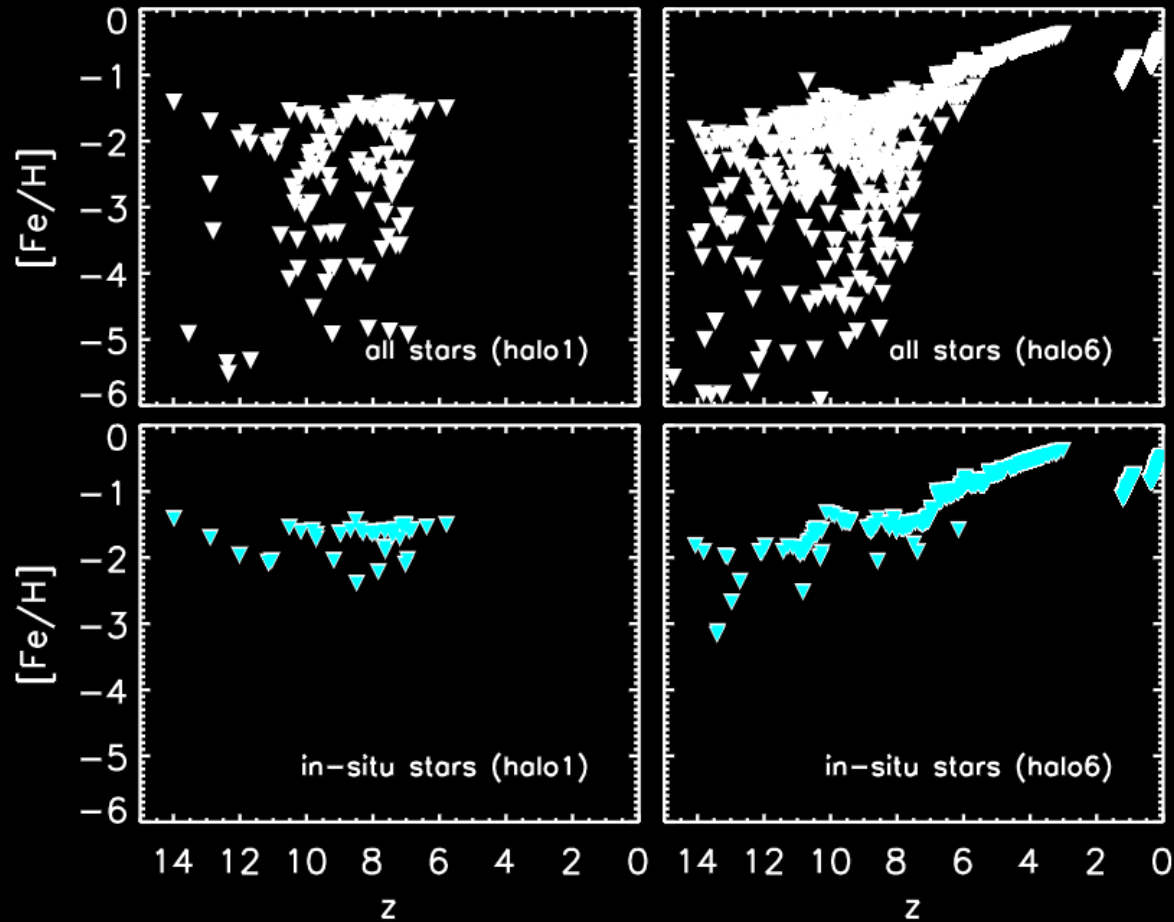 0
-1
-2
-3
-4
-5
-6
[Fe/H]
all stars (halo1)
all stars (halo6)
0
-1
-2
-3
-4
-5
-6
[Fe/H]
in-situ stars (halo1)
in-situ stars (halo6)
14 12 10 8 6 4 2 0
14 12 10 8 6 4 2 0
z
z